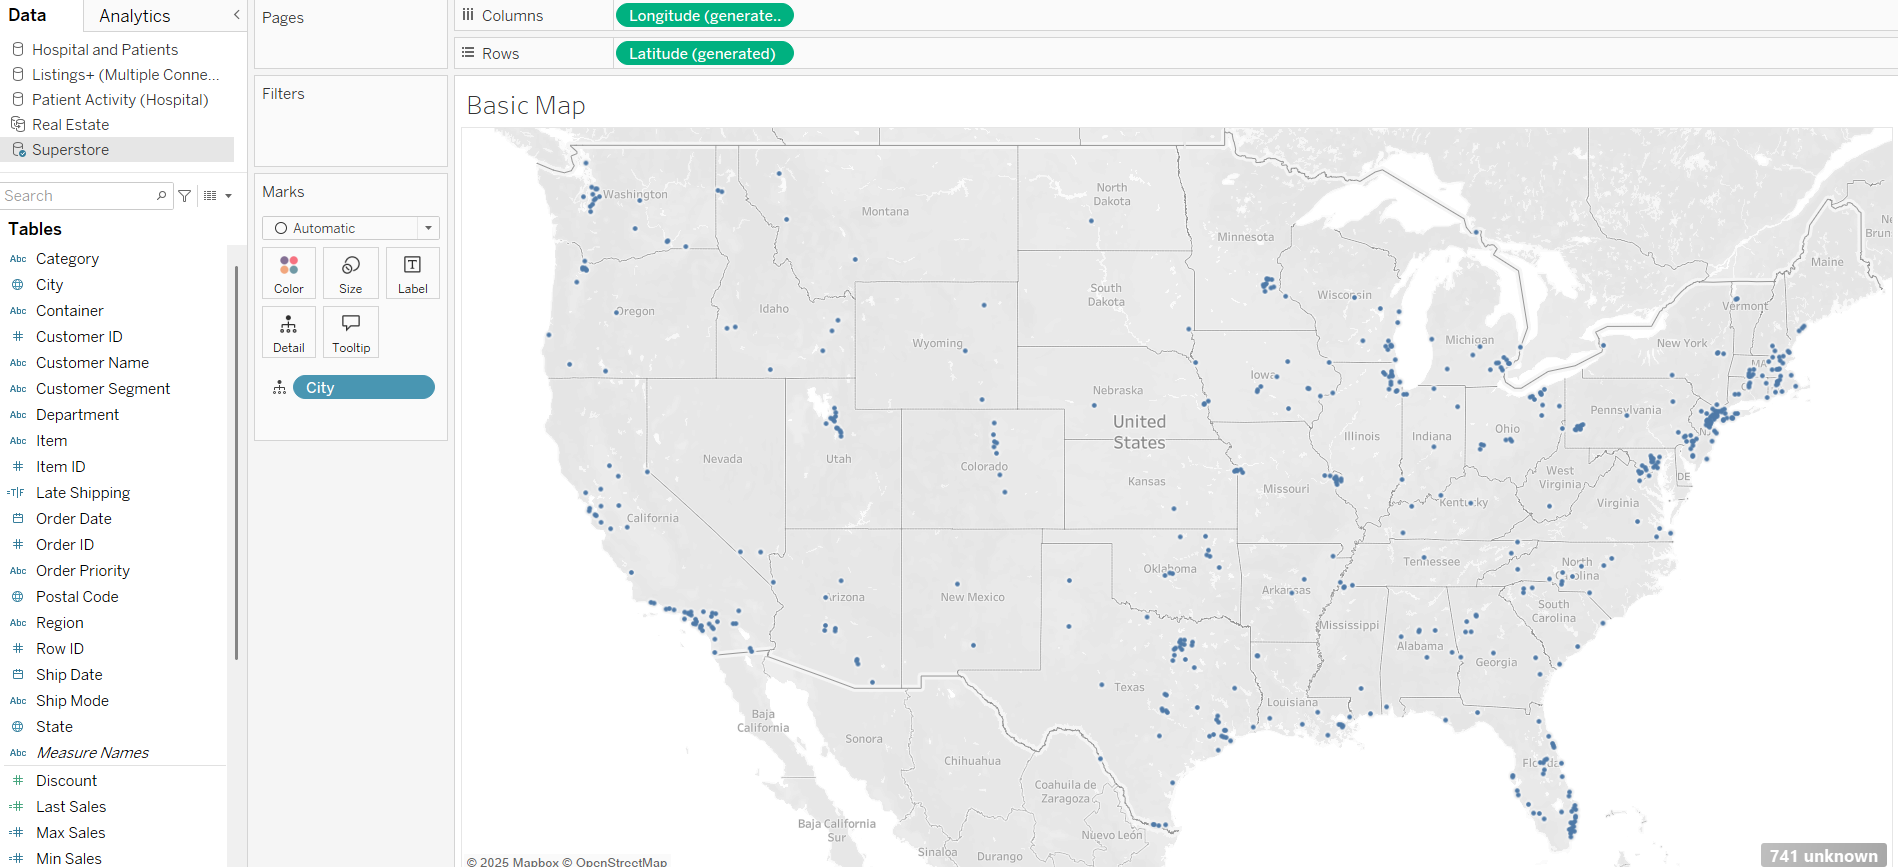 Data
Analytics
Hospital and Patients
Listings+ (Multiple Conne...
Patient Activity (Hospital)
Real Estate
Superstore
Search
Tables
Abc Category
City
Abc Container
# Customer ID
Abc Customer Name
Abc Customer Segment
Abc Department
Abc Item
# Item ID
=T|F Late Shipping
Order Date
# Order ID
Abc Order Priority
Postal Code
Abc Region
# Row ID
Ship Date
Abc Ship Mode
State
Abc Measure Names
# Discount
=# Last Sales
=# Max Sales
=# Min Sales
Pages
Filters
Marks
Automatic
Color
Size
Label
Detail
Tooltip
City
Columns
Longitude (generate..
Rows
Latitude (generated)
Basic Map
Washington
Montana
North
Dakota
Minnesota
Brun
Maine
Oregon
Idaho
South
Dakota
Wisconsin
Vermont
Wyoming
Michigan
New York
MA
Iowa
Nebraska
Pennsylvania
United
States
Nevada
Utah
Colorado
Illinois
Indiana
Ohio
West
Virginia
DE
Kansas
Missouri
Kentucky
Virginia
California
Oklahoma
Tennessee
North
Carolina
Arizona
New Mexico
Arkansas
South
Carolina
Mississippi
Alabama
Georgia
Texas
Louisiana
Baja
California
Sonora
Chihuahua
Florida
Coahuila de
Zaragoza
Baja California
Sur
Nuevo León
Sinaloa
Durango
© 2025 Mapbox © OpenStreetMap
741 unknown